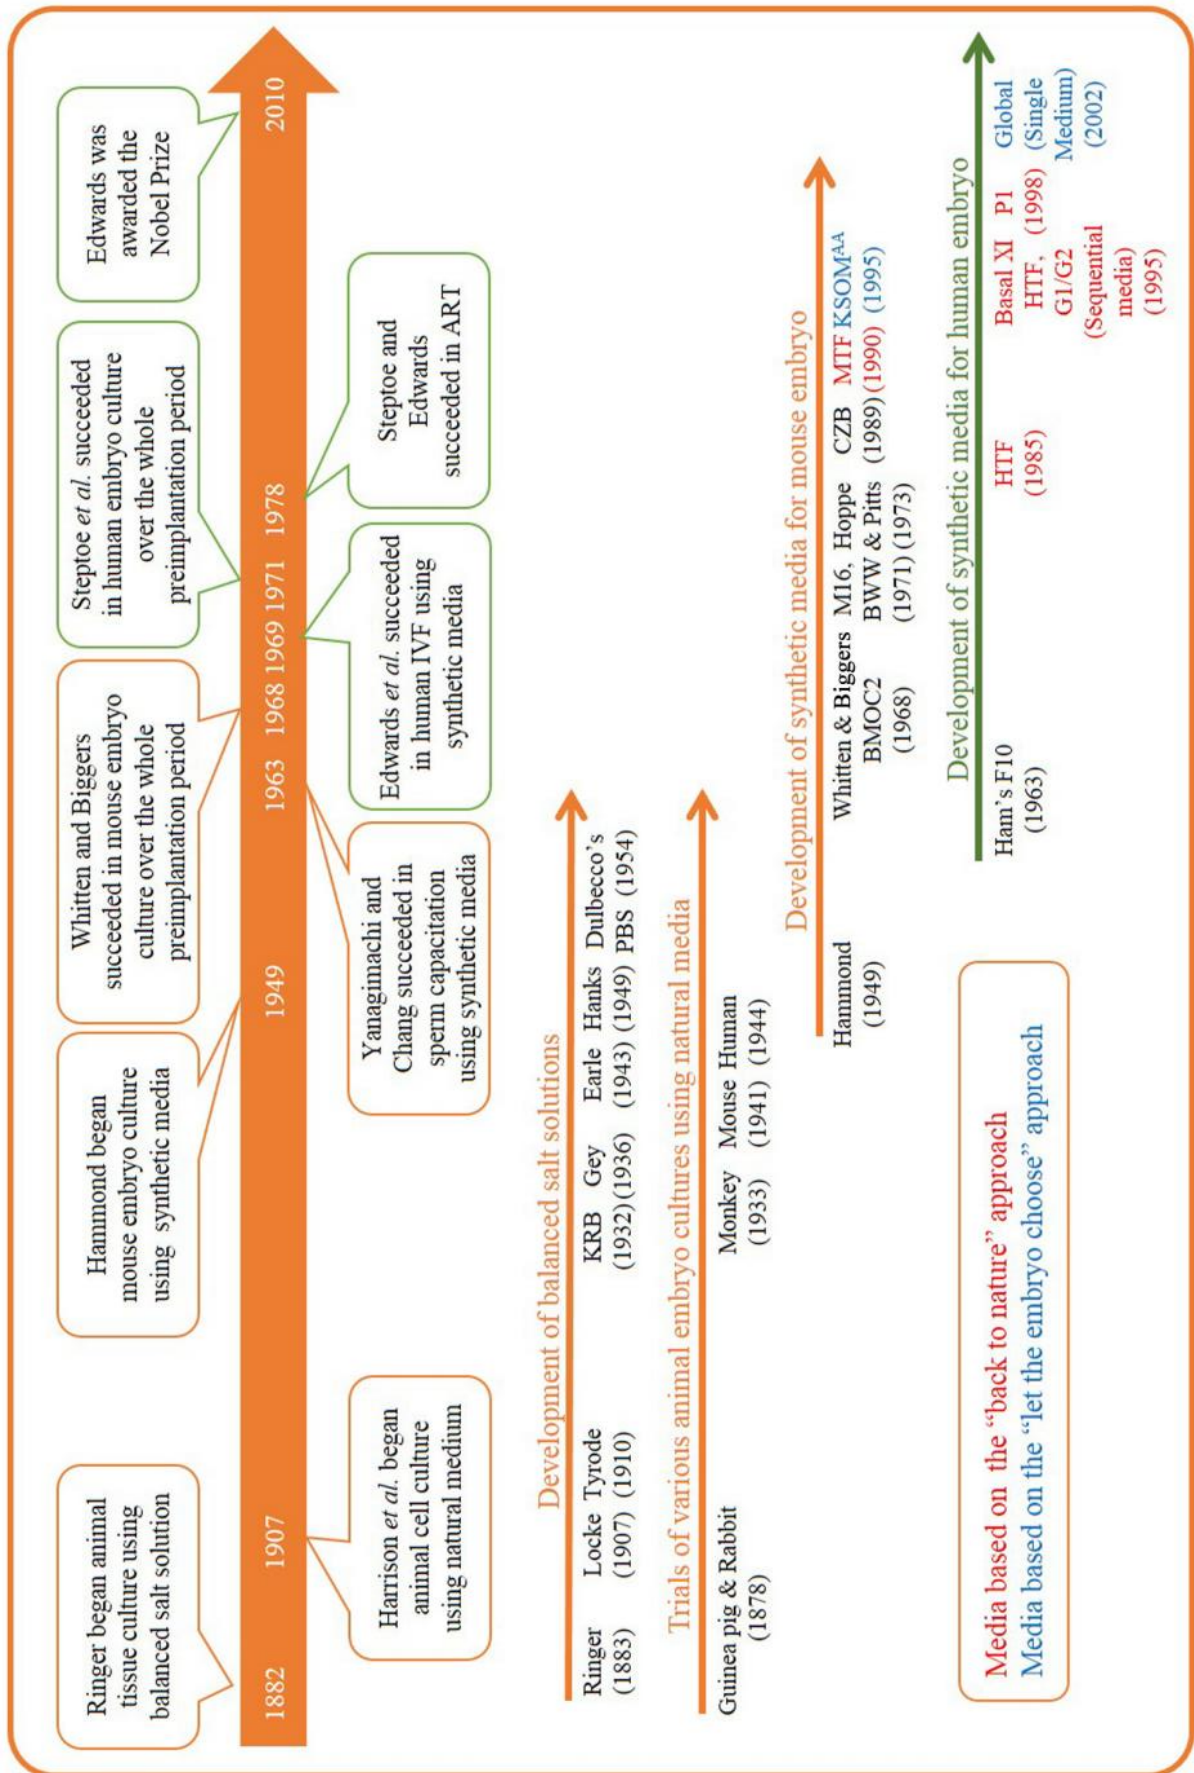 Ringer began animal
tissue culture using
balanced salt solution
Hammond began
mouse embryo culture
using synthetic media
Whitten and Biggers
succeeded in mouse embryo
culture over the whole
preimplantation period
Steptoe et al. succeeded
in human embryo culture
over the whole
preimplantation period
Edwards was
awarded the
Nobel Prize
1882 1907 1949 1963 1968 1969 1971 1978 2010
Harrison et al. began
animal cell culture
using natural medium
Yanagimachi and
Chang succeeded in
sperm capacitation
using synthetic media
Edwards et al. succeeded
in human IVF using
synthetic media
Steptoe and
Edwards
succeeded in ART
Development of balanced salt solutions
Ringer Locke Tyrode KRB Gey Earle Hanks Dulbecco's
(1883) (1907) (1910) (1932) (1936) (1943) (1949) PBS (1954)
Trials of various animal embryo cultures using natural media
Guinea pig & Rabbit Monkey Mouse Human
(1878) (1933) (1941) (1944)
Development of synthetic media for mouse embryo
Hammond Whitten & Biggers M16, Hoppe CZB MTF KSOMAA
(1949) BMOC2 BWW & Pitts (1989) (1990) (1995)
(1968) (1971) (1973)
Development of synthetic media for human embryo
Ham's F10 HTF Basal XI P1 Global
(1963) (1985) HTF, (1998) (Single
G1/G2 Medium)
(Sequential (2002)
media)
(1995)
Media based on the "back to nature" approach
Media based on the "let the embryo choose" approach